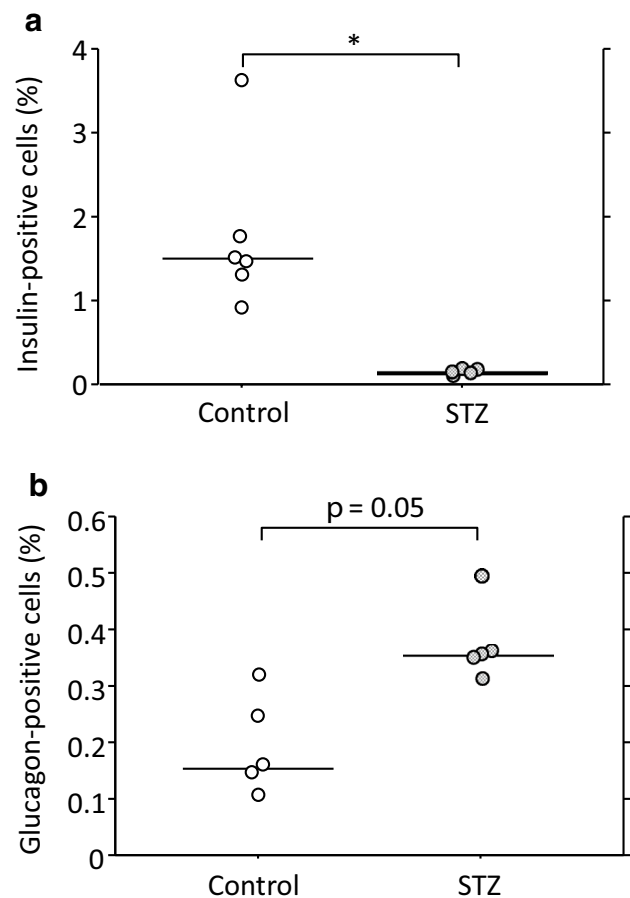 a
*
Insulin-positive cells (%)
4
3
2
1
0
Control
STZ
b
p = 0.05
Glucagon-positive cells (%)
0.6
0.5
0.4
0.3
0.2
0.1
0
Control
STZ